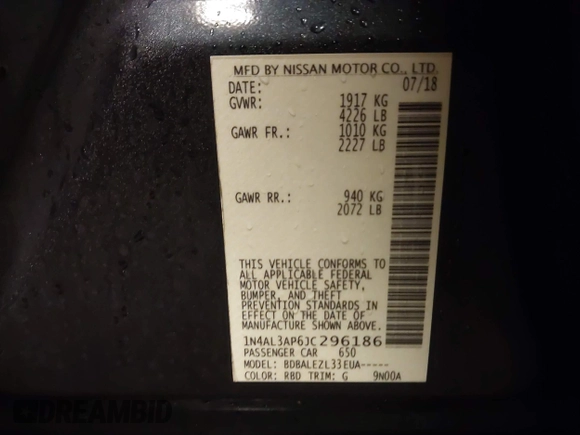 MFD BY NISSAN MOTOR CO., LTD.
DATE: 07/18
GVWR: 1917 KG
4226 LB
GAWR FR.: 1010 KG
2227 LB
GAWR RR.: 940 KG
2072 LB
THIS VEHICLE CONFORMS TO
ALL APPLICABLE FEDERAL
MOTOR VEHICLE SAFETY,
BUMPER, AND THEFT
PREVENTION STANDARDS IN
EFFECT ON THE DATE OF
MANUFACTURE SHOWN ABOVE.
1N4AL3AP6JC296186
PASSENGER CAR 650
MODEL: BDBALEZL33EUA-----
COLOR: RBD TRIM: G 9N00A
DREAMBID